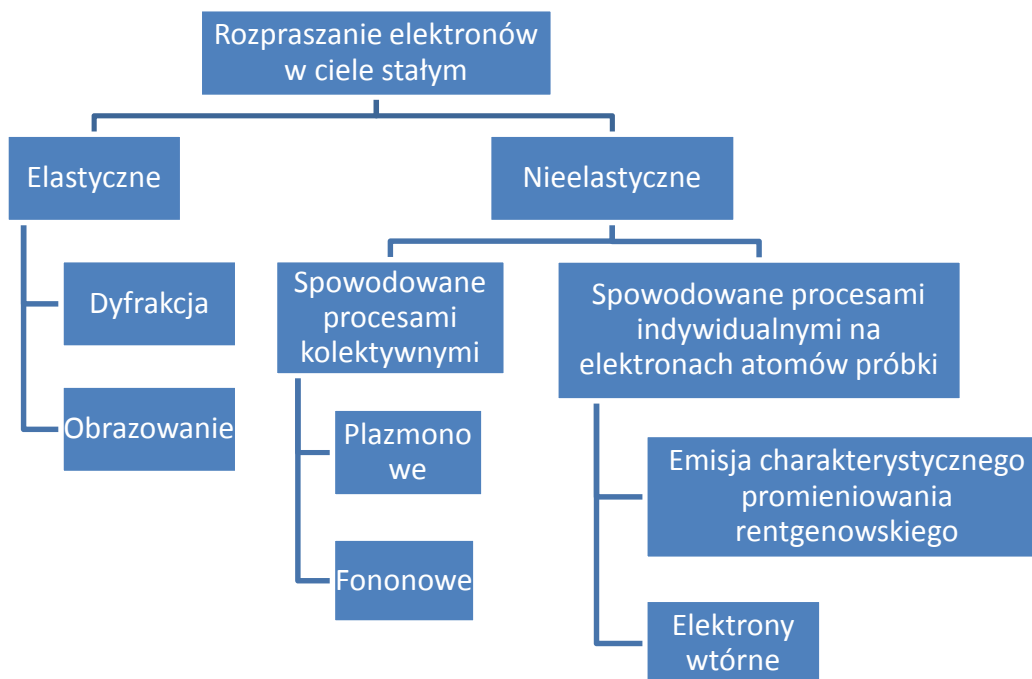 Rozpraszanie elektronów
w ciele stałym
Elastyczne
Nieelastyczne
Dyfrakcja
Obrazowanie
Spowodowane
procesami
kolektywnymi
Plazmono
we
Fononowe
Spowodowane procesami
indywidualnymi na
elektronach atomów próbki
Emisja charakterystycznego
promieniowania
rentgenowskiego
Elektrony
wtórne